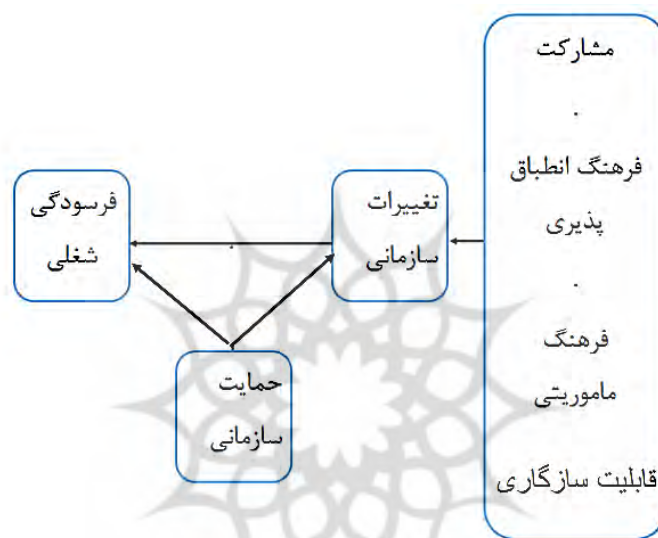 مشارکت
.
فرهنگ انطباق
پذیری
.
فرهنگ
ماموریتی
قابلیت سازگاری
تغییرات
سازمانی
فرسودگی
شغلی
حمایت
سازمانی